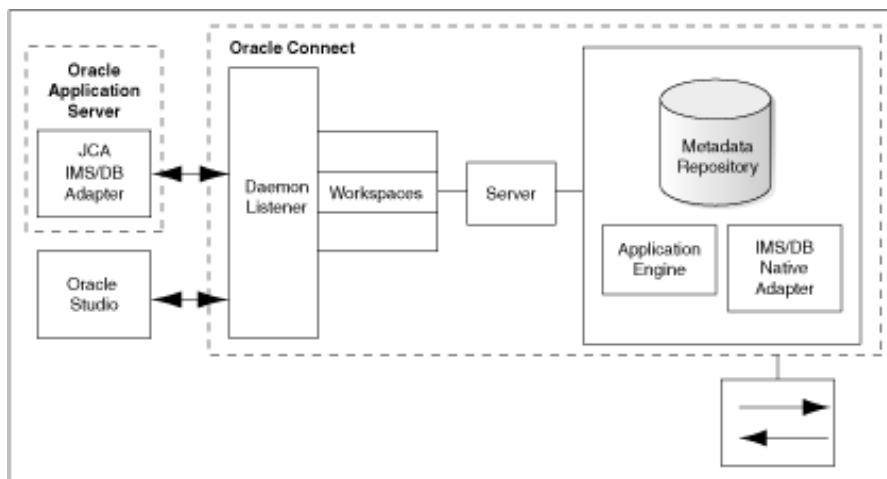 Oracle Connect
Oracle
Application
Server
JCA
IMS/DB
Adapter
Oracle
Studio
Daemon
Listener
Workspaces
Server
Metadata
Repository
Application
Engine
IMS/DB
Native
Adapter